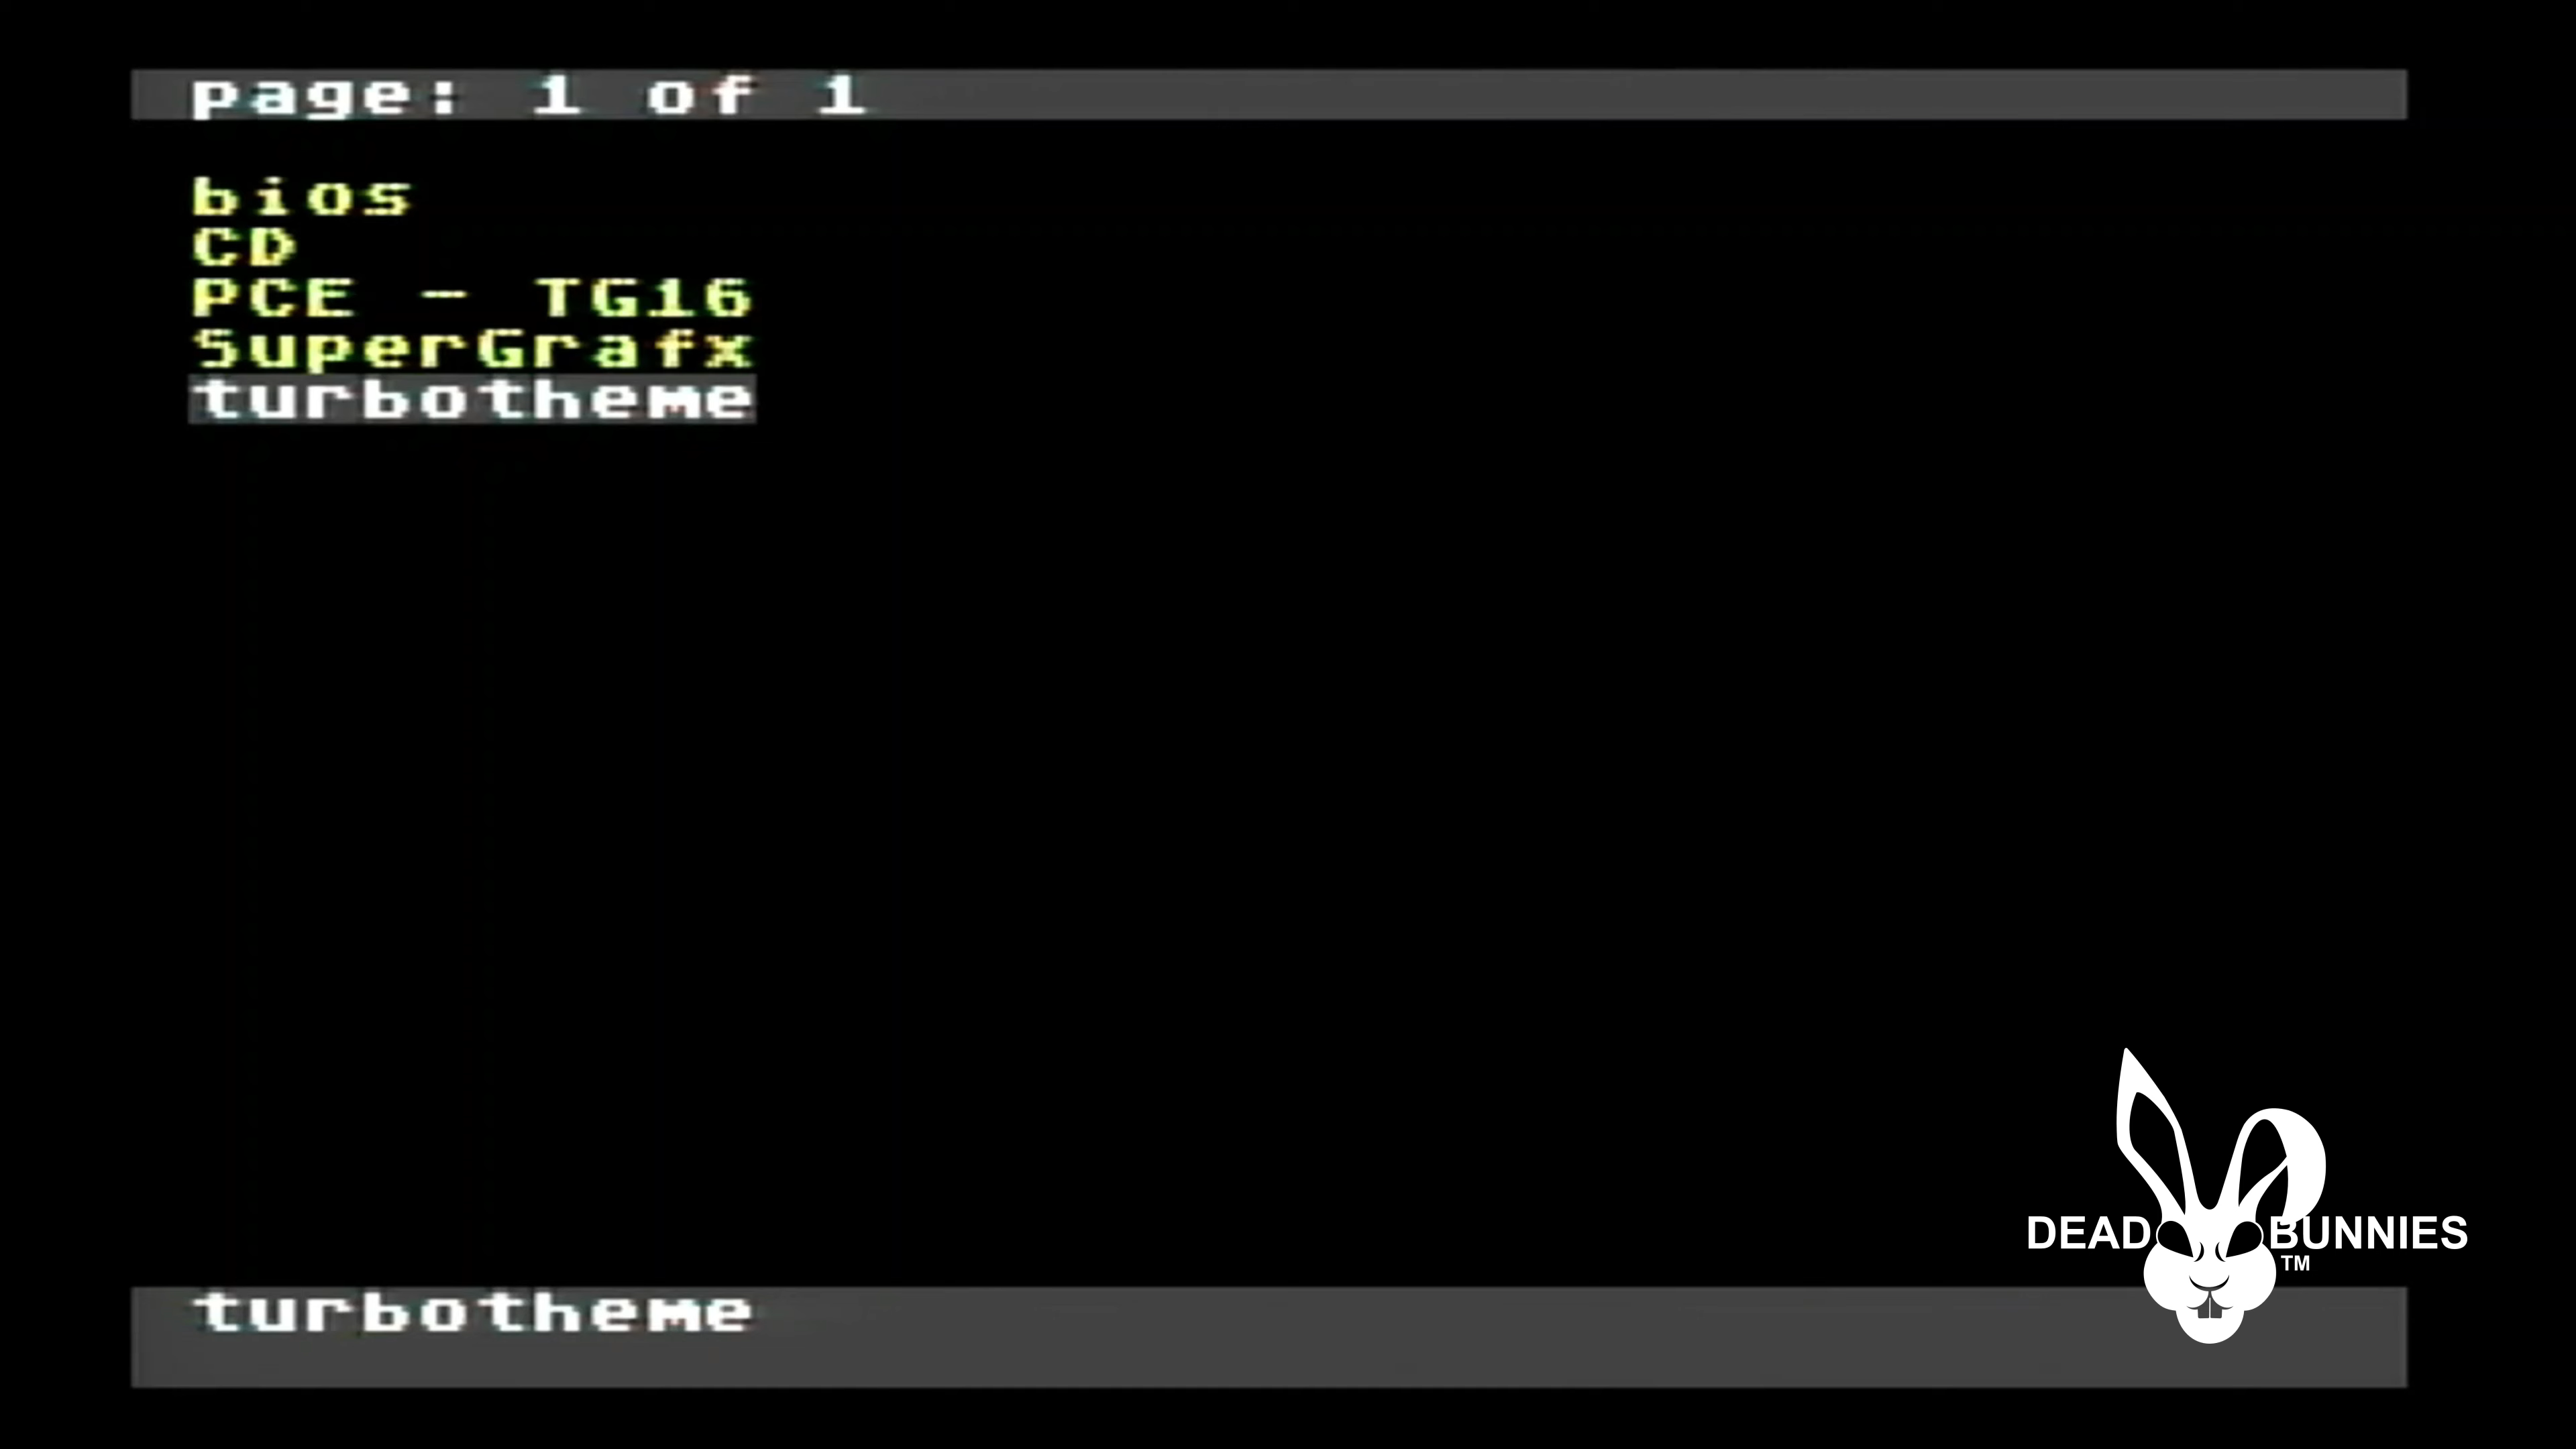 page: 1 of 1
bios
CD
PCE - TG16
SuperGrafx
turbotheme
DEAD BUNNIES
TM
turbotheme